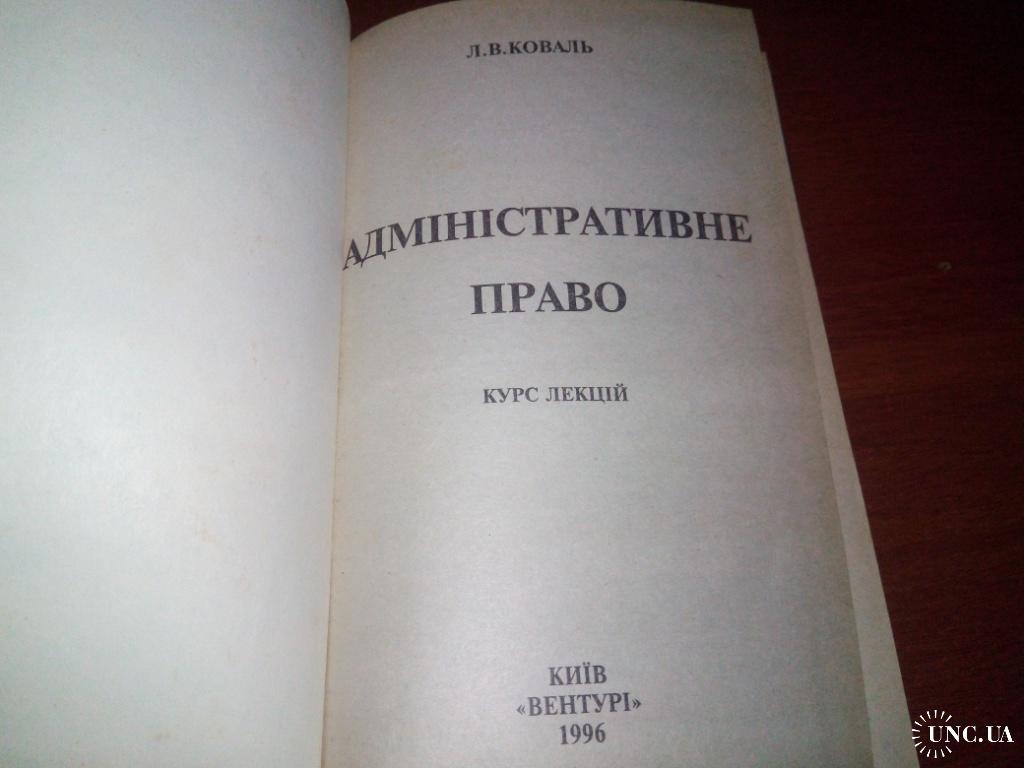 Л.В.КОВАЛЬ
АДМІНІСТРАТИВНЕ
ПРАВО
КУРС ЛЕКЦІЙ
КИЇВ
«ВЕНТУРІ»
1996
UNC.UA